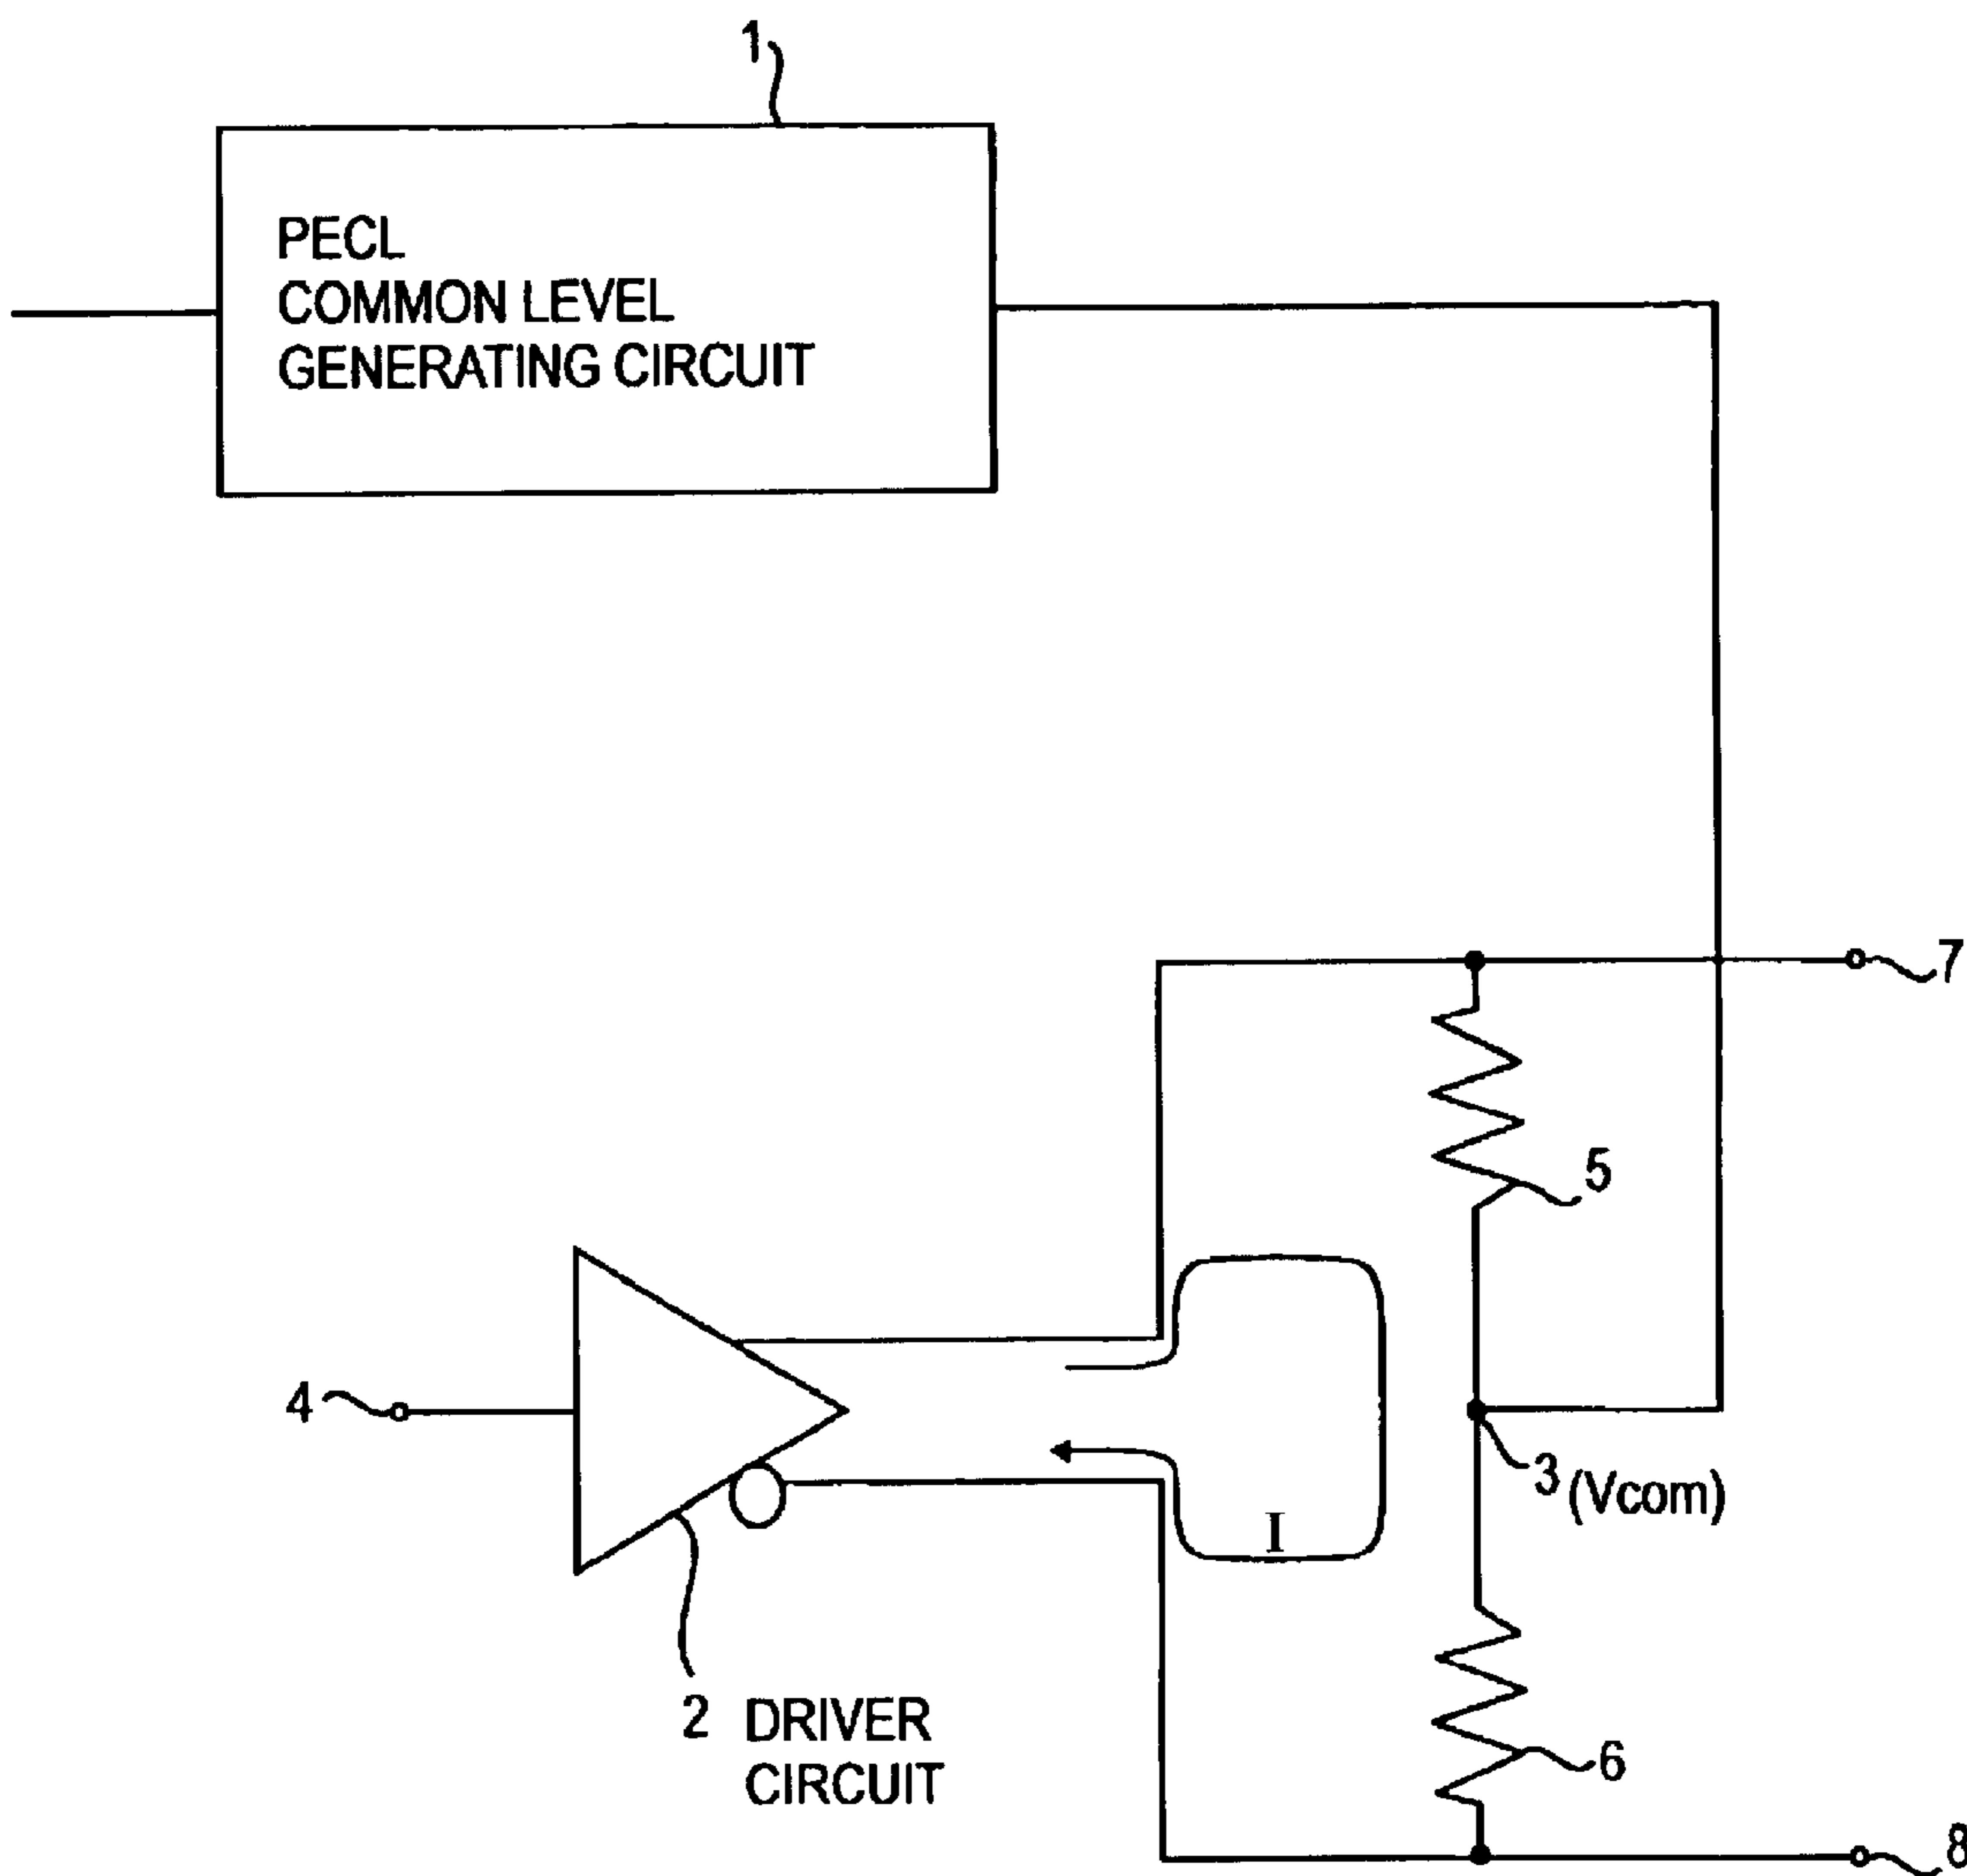 1
PECL
COMMON LEVEL
GENERATING CIRCUIT
7
5
4
3 (Vcom)
I
2 DRIVER
CIRCUIT
6
8